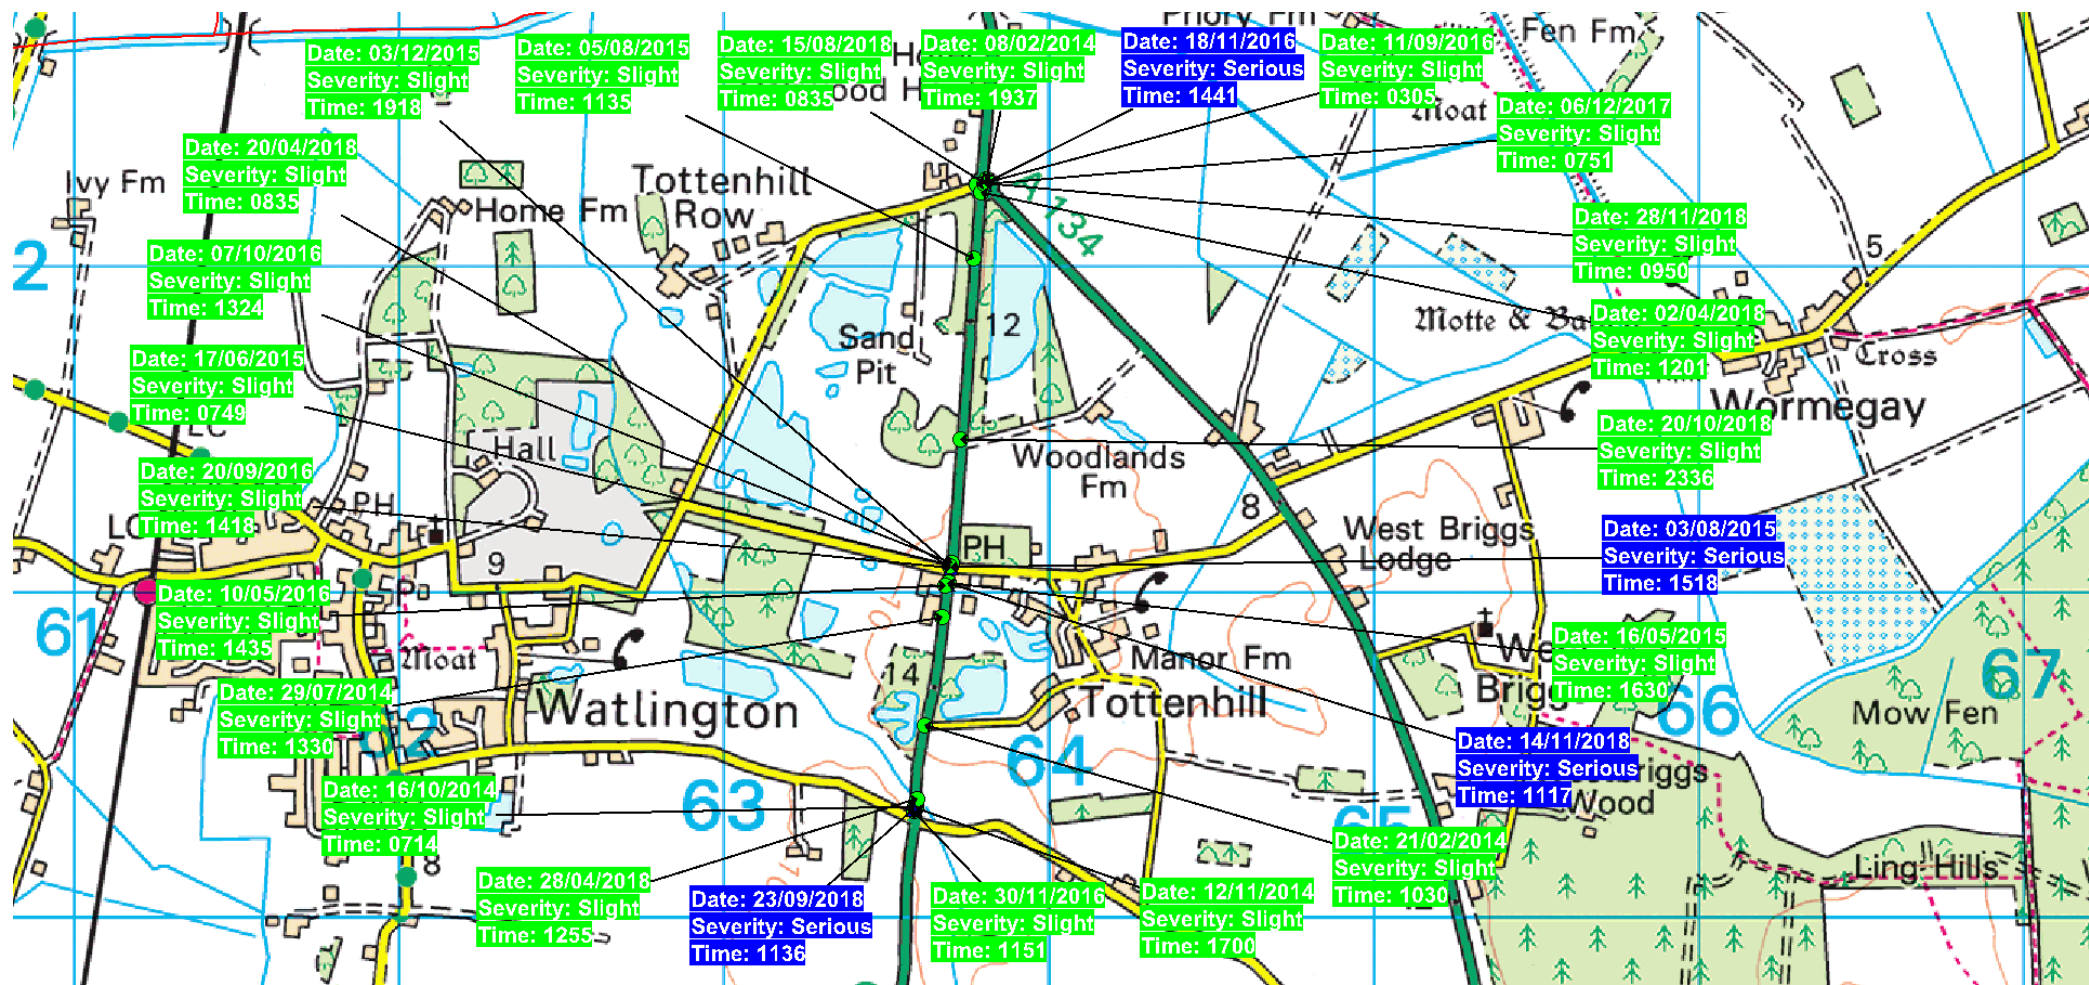 Priory Fm
Fen Fm
Date: 03/12/2015
Severity: Slight
Time: 1918
Date: 05/08/2015
Severity: Slight
Time: 1135
Date: 15/08/2018
Severity: Slight
Time: 0835
Date: 08/02/2014
Severity: Slight
Time: 1937
Date: 18/11/2016
Severity: Serious
Time: 1441
Date: 11/09/2016
Severity: Slight
Time: 0305
Moat
Date: 06/12/2017
Severity: Slight
Time: 0751
Date: 20/04/2018
Severity: Slight
Time: 0835
Ivy Fm
Home Fm
Tottenhill
Row
A 134
Date: 28/11/2018
Severity: Slight
Time: 0950
5
Date: 07/10/2016
Severity: Slight
Time: 1324
2
Sand
Pit
12
Motte & Ba
Date: 02/04/2018
Severity: Slight
Time: 1201
Cross
Wormegay
Date: 17/06/2015
Severity: Slight
Time: 0749
LC
Hall
Woodlands
Fm
Date: 20/10/2018
Severity: Slight
Time: 2336
Date: 20/09/2016
Severity: Slight
Time: 1418
LC
PH
8
PH
9
West Briggs
Lodge
Date: 03/08/2015
Severity: Serious
Time: 1518
61
Date: 10/05/2016
Severity: Slight
Time: 1435
Moat
Manor Fm
14
Date: 16/05/2015
Severity: Slight
Time: 1630
67
66
Date: 29/07/2014
Severity: Slight
Time: 1330
Watlington
Tottenhill
Mow Fen
64
Date: 14/11/2018
Severity: Serious
Time: 1117
Wood
63
65
Date: 16/10/2014
Severity: Slight
Time: 0714
8
Date: 21/02/2014
Severity: Slight
Time: 1030
Ling Hills
Date: 28/04/2018
Severity: Slight
Time: 1255
Date: 23/09/2018
Severity: Serious
Time: 1136
Date: 30/11/2016
Severity: Slight
Time: 1151
Date: 12/11/2014
Severity: Slight
Time: 1700